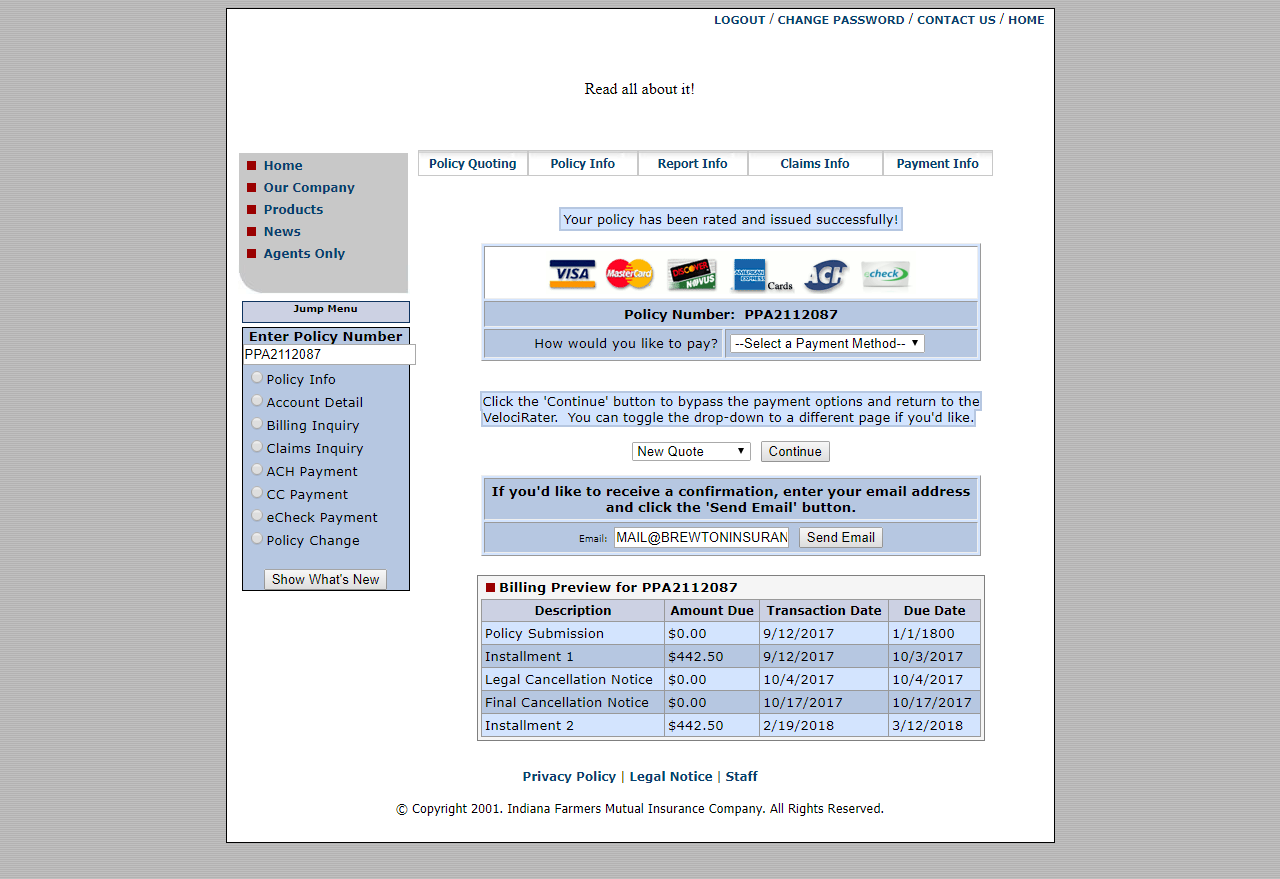 LOGOUT / CHANGE PASSWORD / CONTACT US / HOME
Read all about it!
Home
Our Company
Products
News
Agents Only
Policy Quoting Policy Info Report Info Claims Info Payment Info
Your policy has been rated and issued successfully!
VISA MasterCard DISCOVER NOVUS AMERICAN EXPRESS Cards ACH echeck
Policy Number: PPA2112087
How would you like to pay? --Select a Payment Method--
Jump Menu
Enter Policy Number
PPA2112087
Policy Info
Account Detail
Billing Inquiry
Claims Inquiry
ACH Payment
CC Payment
eCheck Payment
Policy Change
Show What's New
Click the 'Continue' button to bypass the payment options and return to the
VelociRater. You can toggle the drop-down to a different page if you'd like.
New Quote Continue
If you'd like to receive a confirmation, enter your email address
and click the 'Send Email' button.
Email: MAIL@BREWTONINSURAN Send Email
Billing Preview for PPA2112087
Description Amount Due Transaction Date Due Date
Policy Submission $0.00 9/12/2017 1/1/1800
Installment 1 $442.50 9/12/2017 10/3/2017
Legal Cancellation Notice $0.00 10/4/2017 10/4/2017
Final Cancellation Notice $0.00 10/17/2017 10/17/2017
Installment 2 $442.50 2/19/2018 3/12/2018
Privacy Policy | Legal Notice | Staff
© Copyright 2001. Indiana Farmers Mutual Insurance Company. All Rights Reserved.